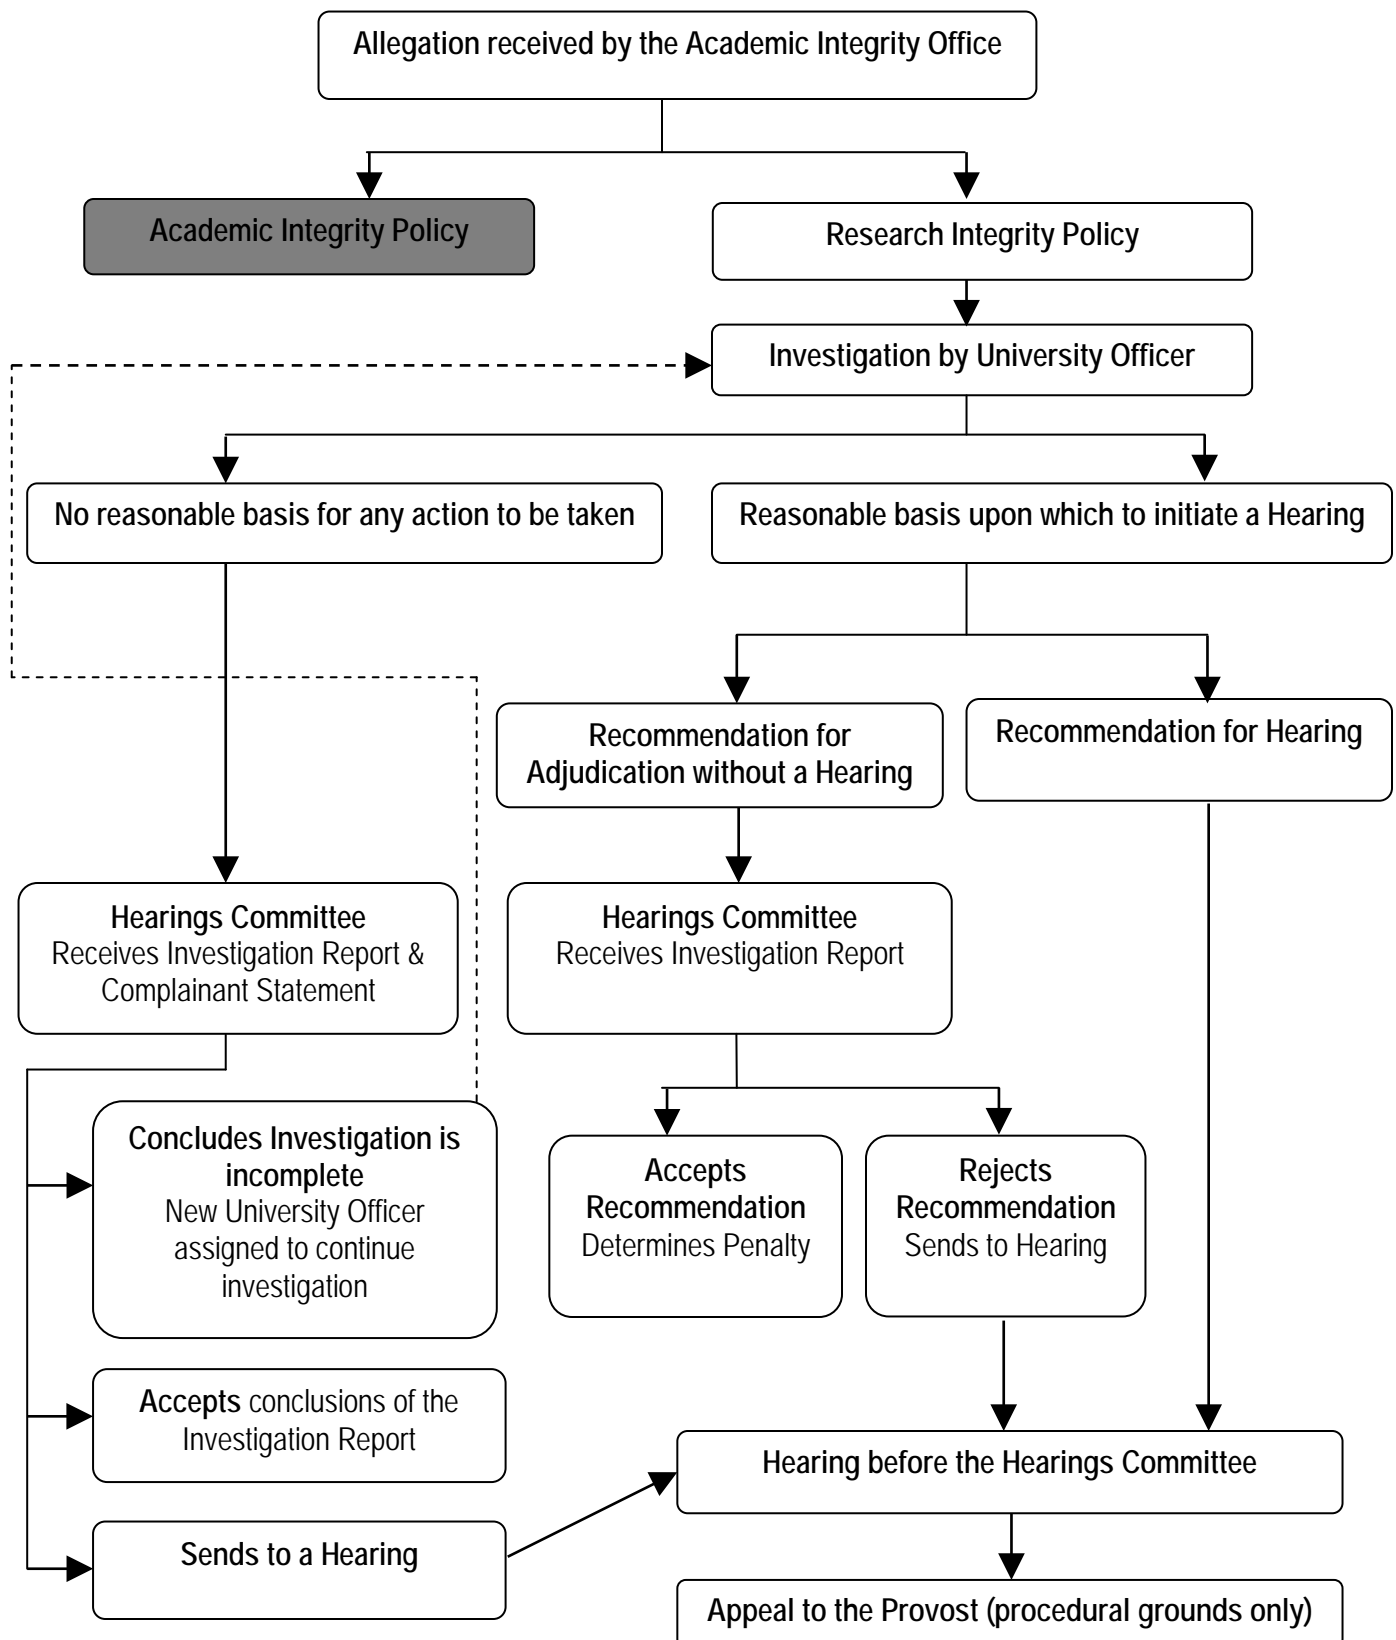 Allegation received by the Academic Integrity Office
Academic Integrity Policy
Research Integrity Policy
Investigation by University Officer
No reasonable basis for any action to be taken
Reasonable basis upon which to initiate a Hearing
Recommendation for
Adjudication without a Hearing
Recommendation for Hearing
Hearings Committee
Receives Investigation Report &
Complainant Statement
Hearings Committee
Receives Investigation Report
Concludes Investigation is
incomplete
New University Officer
assigned to continue
investigation
Accepts
Recommendation
Determines Penalty
Rejects
Recommendation
Sends to Hearing
Accepts conclusions of the
Investigation Report
Hearing before the Hearings Committee
Sends to a Hearing
Appeal to the Provost (procedural grounds only)